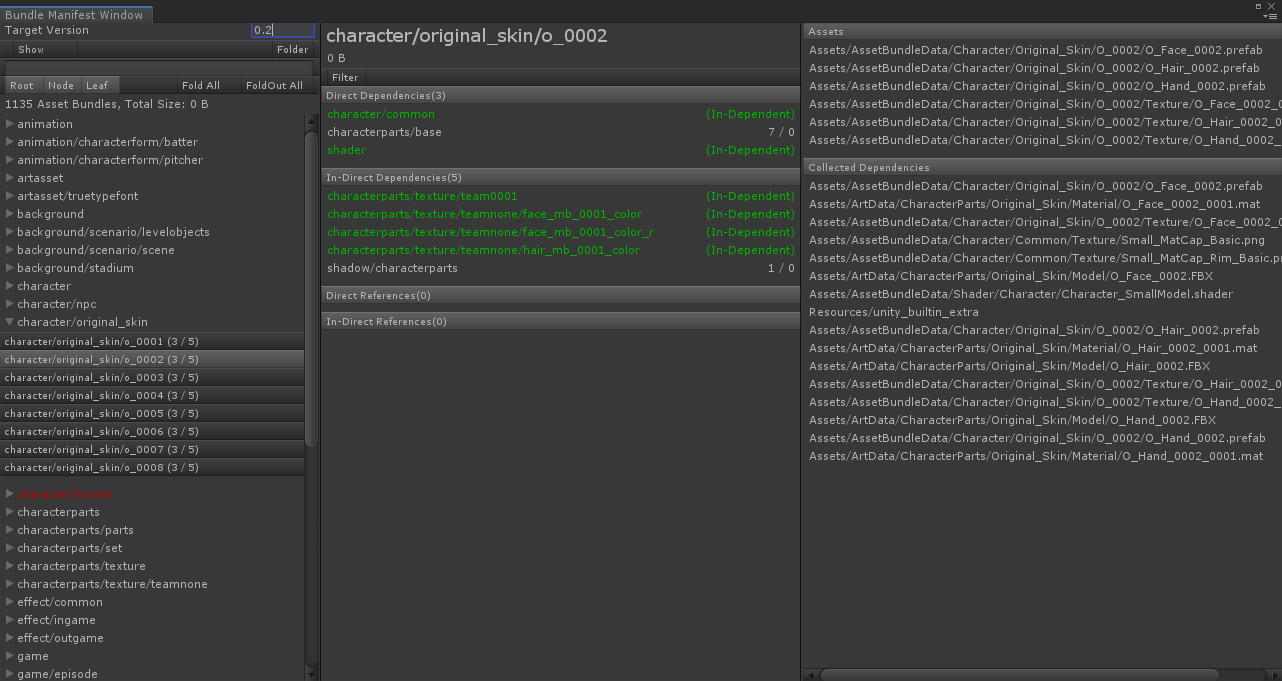 Bundle Manifest Window
Target Version 0.2
Show Folder
Root Node Leaf Fold All FoldOut All
1135 Asset Bundles, Total Size: 0 B
animation
animation/characterform/batter
animation/characterform/pitcher
artasset
artasset/truetypefont
background
background/scenario/levelobjects
background/scenario/scene
background/stadium
character
character/npc
character/original_skin
character/original_skin/o_0001 (3 / 5)
character/original_skin/o_0002 (3 / 5)
character/original_skin/o_0003 (3 / 5)
character/original_skin/o_0004 (3 / 5)
character/original_skin/o_0005 (3 / 5)
character/original_skin/o_0006 (3 / 5)
character/original_skin/o_0007 (3 / 5)
character/original_skin/o_0008 (3 / 5)
characterparts
characterparts/parts
characterparts/set
characterparts/texture
characterparts/texture/teamnone
effect/common
effect/ingame
effect/outgame
game
game/episode
character/original_skin/o_0002
0 B
Filter
Direct Dependencies(3)
character/common (In-Dependent)
characterparts/base 7 / 0
shader (In-Dependent)
In-Direct Dependencies(5)
characterparts/texture/team0001 (In-Dependent)
characterparts/texture/teamnone/face_mb_0001_color (In-Dependent)
characterparts/texture/teamnone/face_mb_0001_color_r (In-Dependent)
characterparts/texture/teamnone/hair_mb_0001_color (In-Dependent)
shadow/characterparts 1 / 0
Direct References(0)
In-Direct References(0)
Assets
Assets/AssetBundleData/Character/Original_Skin/O_0002/O_Face_0002.prefab
Assets/AssetBundleData/Character/Original_Skin/O_0002/O_Hair_0002.prefab
Assets/AssetBundleData/Character/Original_Skin/O_0002/O_Hand_0002.prefab
Assets/AssetBundleData/Character/Original_Skin/O_0002/Texture/O_Face_0002_0
Assets/AssetBundleData/Character/Original_Skin/O_0002/Texture/O_Hair_0002_0
Assets/AssetBundleData/Character/Original_Skin/O_0002/Texture/O_Hand_0002_
Collected Dependencies
Assets/AssetBundleData/Character/Original_Skin/O_0002/O_Face_0002.prefab
Assets/ArtData/CharacterParts/Original_Skin/Material/O_Face_0002_0001.mat
Assets/AssetBundleData/Character/Original_Skin/O_0002/Texture/O_Face_0002_0
Assets/AssetBundleData/Character/Common/Texture/Small_MatCap_Basic.png
Assets/AssetBundleData/Character/Common/Texture/Small_MatCap_Rim_Basic.pn
Assets/ArtData/CharacterParts/Original_Skin/Model/O_Face_0002.FBX
Assets/AssetBundleData/Shader/Character/Character_SmallModel.shader
Resources/unity_builtin_extra
Assets/AssetBundleData/Character/Original_Skin/O_0002/O_Hair_0002.prefab
Assets/ArtData/CharacterParts/Original_Skin/Material/O_Hair_0002_0001.mat
Assets/ArtData/CharacterParts/Original_Skin/Model/O_Hair_0002.FBX
Assets/AssetBundleData/Character/Original_Skin/O_0002/Texture/O_Hair_0002_0
Assets/AssetBundleData/Character/Original_Skin/O_0002/Texture/O_Hand_0002_
Assets/ArtData/CharacterParts/Original_Skin/Model/O_Hand_0002.FBX
Assets/AssetBundleData/Character/Original_Skin/O_0002/O_Hand_0002.prefab
Assets/ArtData/CharacterParts/Original_Skin/Material/O_Hand_0002_0001.mat